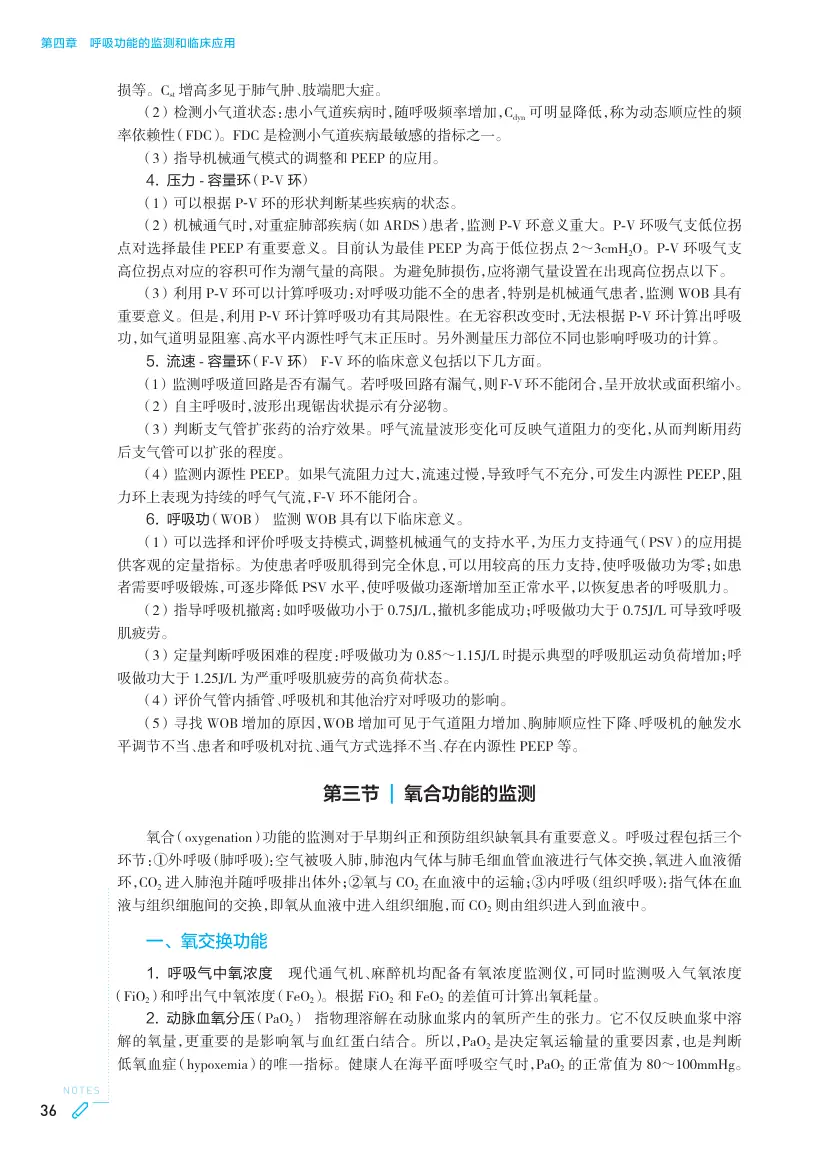 第四章 呼吸功能的监测和临床应用
损等。Cst 增高多见于肺气肿、肢端肥大症。
（2）检测小气道状态：患小气道疾病时，随呼吸频率增加，Cdyn 可明显降低，称为动态顺应性的频
率依赖性（FDC）。FDC 是检测小气道疾病最敏感的指标之一。
（3）指导机械通气模式的调整和 PEEP 的应用。
4. 压力 - 容量环（P-V 环）
（1）可以根据 P-V 环的形状判断某些疾病的状态。
（2）机械通气时，对重症肺部疾病（如 ARDS）患者，监测 P-V 环意义重大。P-V 环吸气支低位拐
点对选择最佳 PEEP 有重要意义。目前认为最佳 PEEP 为高于低位拐点 2～3cmH2O。P-V 环吸气支
高位拐点对应的容积可作为潮气量的高限。为避免肺损伤，应将潮气量设置在出现高位拐点以下。
（3）利用 P-V 环可以计算呼吸功：对呼吸功能不全的患者，特别是机械通气患者，监测 WOB 具有
重要意义。但是，利用 P-V 环计算呼吸功有其局限性。在无容积改变时，无法根据 P-V 环计算出呼吸
功，如气道明显阻塞、高水平内源性呼气末正压时。另外测量压力部位不同也影响呼吸功的计算。
5. 流速 - 容量环（F-V 环） F-V 环的临床意义包括以下几方面。
（1）监测呼吸道回路是否有漏气。若呼吸回路有漏气，则F-V环不能闭合，呈开放状或面积缩小。
（2）自主呼吸时，波形出现锯齿状提示有分泌物。
（3）判断支气管扩张药的治疗效果。呼气流量波形变化可反映气道阻力的变化，从而判断用药
后支气管可以扩张的程度。
（4）监测内源性 PEEP。如果气流阻力过大，流速过慢，导致呼气不充分，可发生内源性 PEEP，阻
力环上表现为持续的呼气气流，F-V 环不能闭合。
6. 呼吸功（WOB） 监测 WOB 具有以下临床意义。
（1）可以选择和评价呼吸支持模式，调整机械通气的支持水平，为压力支持通气（PSV）的应用提
供客观的定量指标。为使患者呼吸肌得到完全休息，可以用较高的压力支持，使呼吸做功为零；如患
者需要呼吸锻炼，可逐步降低 PSV 水平，使呼吸做功逐渐增加至正常水平，以恢复患者的呼吸肌力。
（2）指导呼吸机撤离：如呼吸做功小于 0.75J/L，撤机多能成功；呼吸做功大于 0.75J/L 可导致呼吸
肌疲劳。
（3）定量判断呼吸困难的程度：呼吸做功为 0.85～1.15J/L 时提示典型的呼吸肌运动负荷增加；呼
吸做功大于 1.25J/L 为严重呼吸肌疲劳的高负荷状态。
（4）评价气管内插管、呼吸机和其他治疗对呼吸功的影响。
（5）寻找 WOB 增加的原因，WOB 增加可见于气道阻力增加、胸肺顺应性下降、呼吸机的触发水
平调节不当、患者和呼吸机对抗、通气方式选择不当、存在内源性 PEEP 等。
第三节 | 氧合功能的监测
氧合（oxygenation）功能的监测对于早期纠正和预防组织缺氧具有重要意义。呼吸过程包括三个
环节：①外呼吸（肺呼吸）：空气被吸入肺，肺泡内气体与肺毛细血管血液进行气体交换，氧进入血液循
环，CO2 进入肺泡并随呼吸排出体外；②氧与 CO2 在血液中的运输；③内呼吸（组织呼吸）：指气体在血
液与组织细胞间的交换，即氧从血液中进入组织细胞，而 CO2 则由组织进入到血液中。
一、氧交换功能
1. 呼吸气中氧浓度 现代通气机、麻醉机均配备有氧浓度监测仪，可同时监测吸入气氧浓度
（FiO2）和呼出气中氧浓度（FeO2）。根据 FiO2 和 FeO2 的差值可计算出氧耗量。
2. 动脉血氧分压（PaO2） 指物理溶解在动脉血浆内的氧所产生的张力。它不仅反映血浆中溶
解的氧量，更重要的是影响氧与血红蛋白结合。所以，PaO2 是决定氧运输量的重要因素，也是判断
低氧血症（hypoxemia）的唯一指标。健康人在海平面呼吸空气时，PaO2 的正常值为 80～100mmHg。
NOTES
36